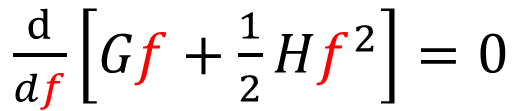 d/d𝑓 [𝐺𝑓 + 1/2 𝐻𝑓²] = 0